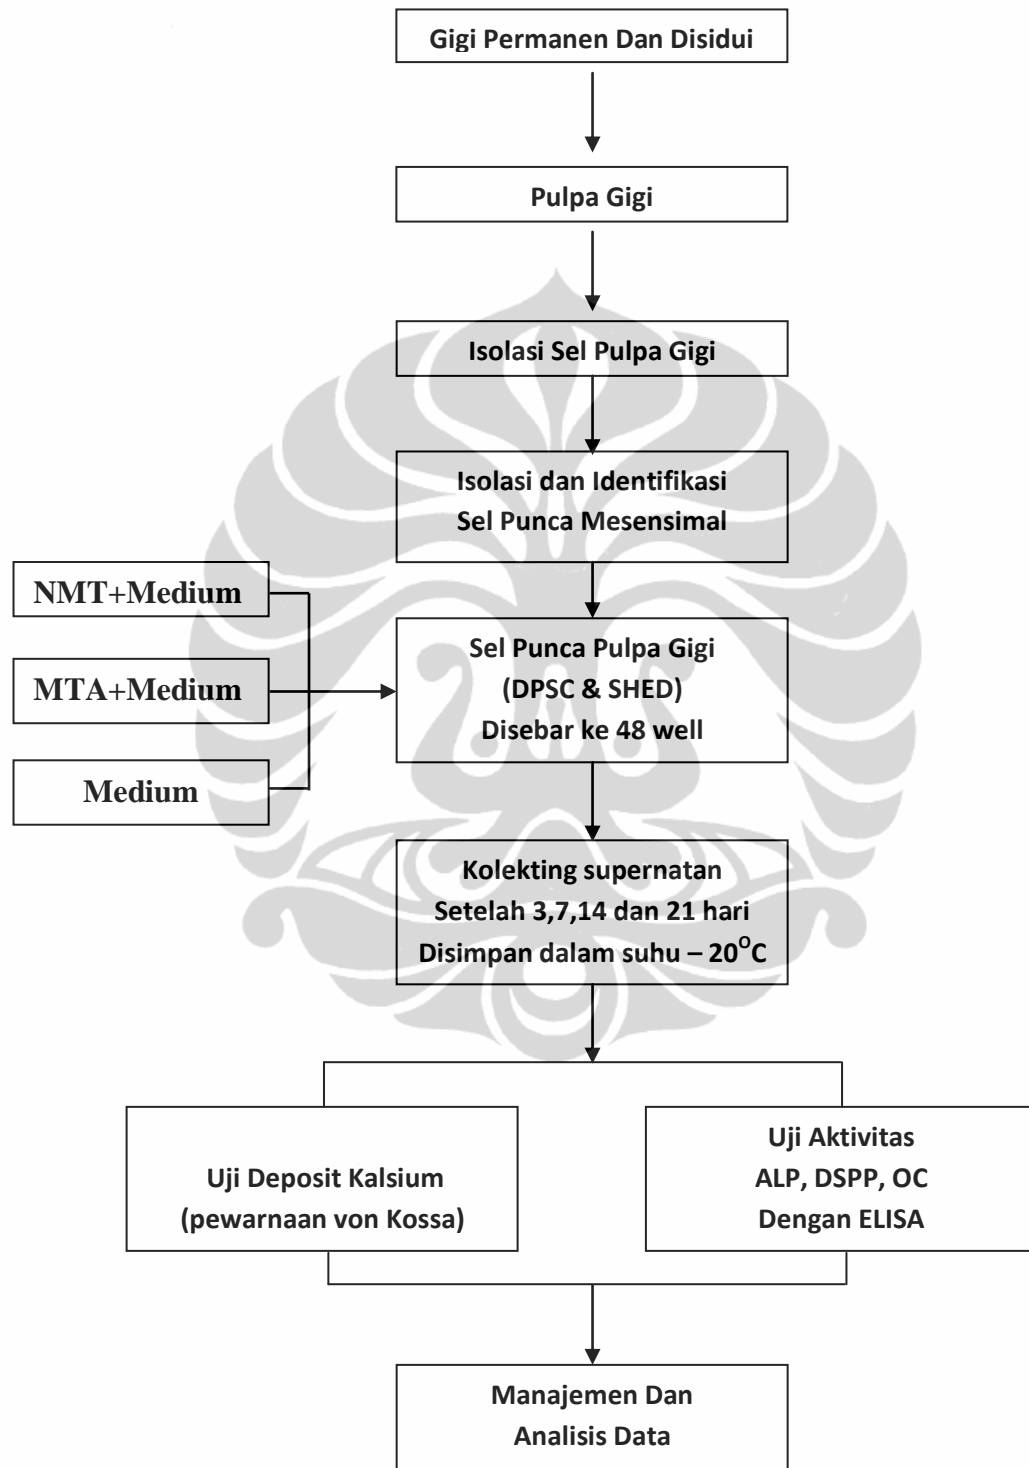 Gigi Permanen Dan Disidui
Pulpa Gigi
Isolasi Sel Pulpa Gigi
Isolasi dan Identifikasi
Sel Punca Mesensimal
NMT+Medium
MTA+Medium
Medium
Sel Punca Pulpa Gigi
(DPSC & SHED)
Disebar ke 48 well
Kolekting supernatan
Setelah 3,7,14 dan 21 hari
Disimpan dalam suhu – 20ᴼC
Uji Deposit Kalsium
(pewarnaan von Kossa)
Uji Aktivitas
ALP, DSPP, OC
Dengan ELISA
Manajemen Dan
Analisis Data